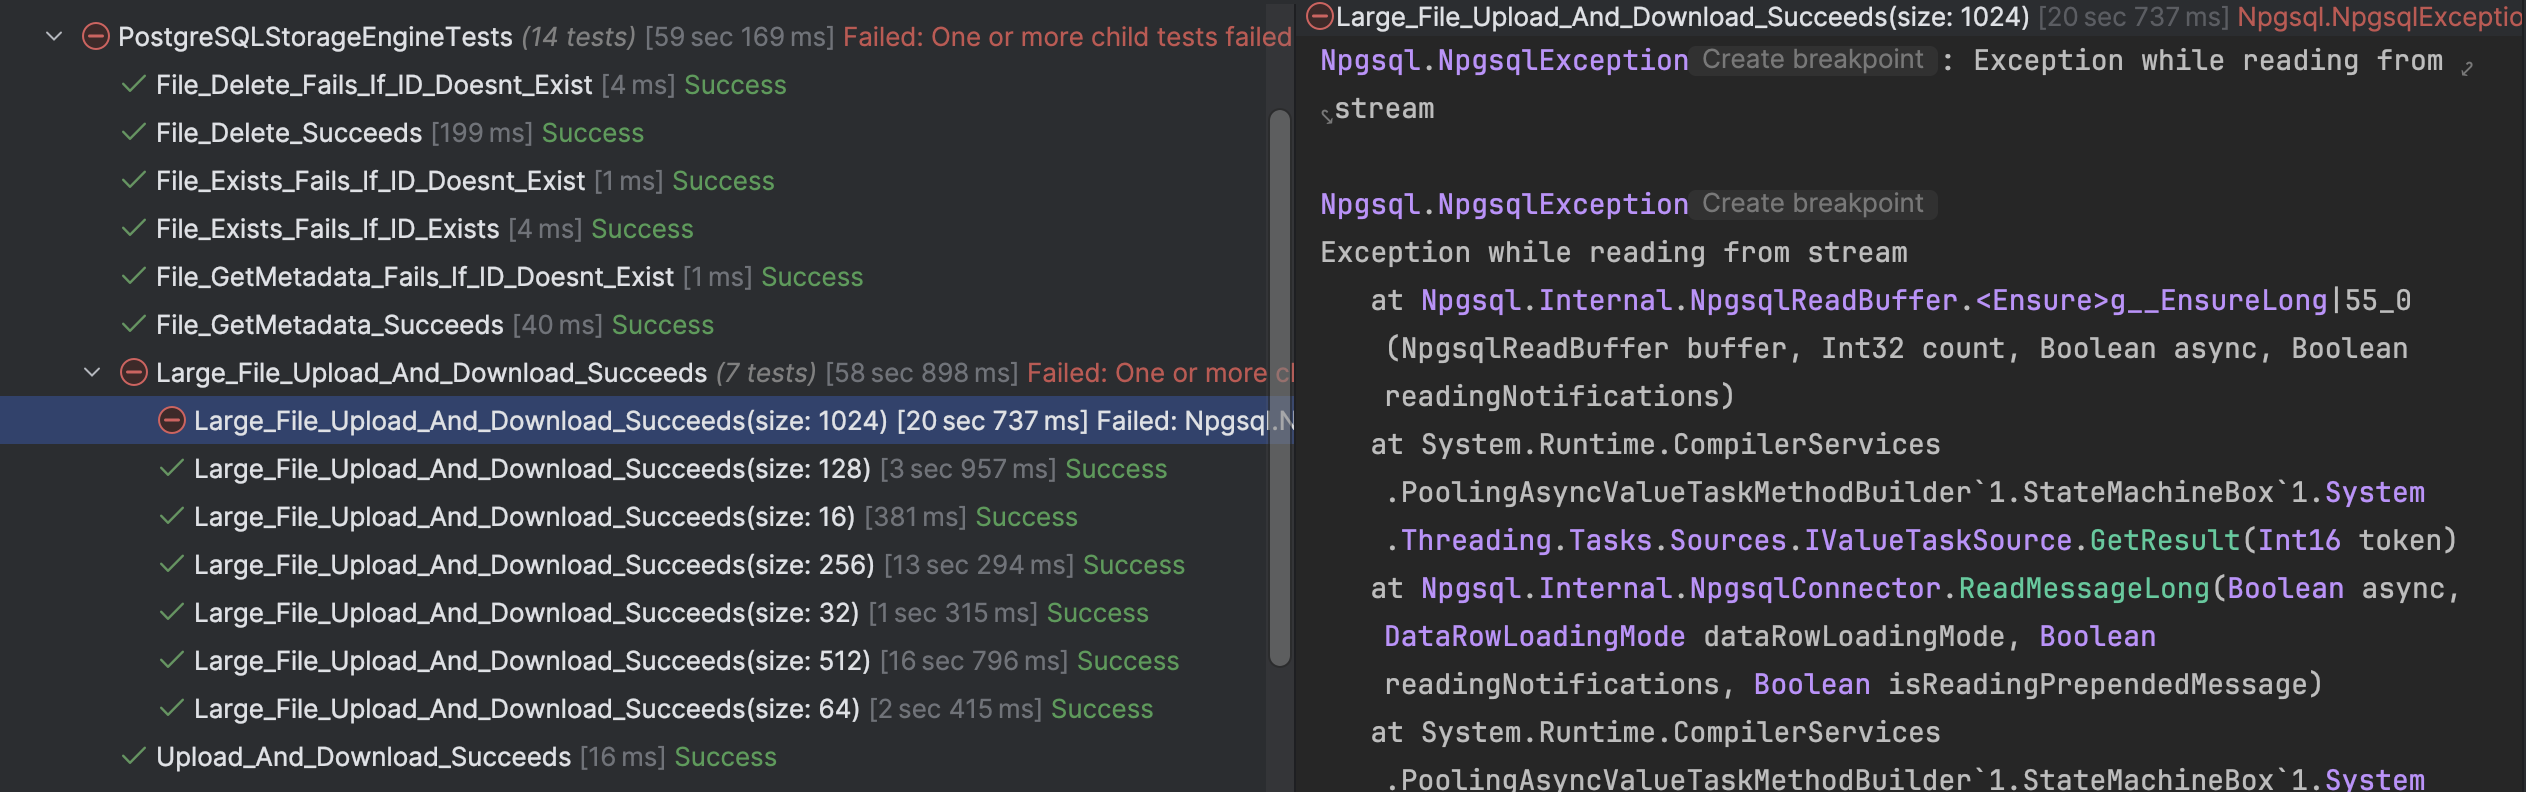 PostgreSQLStorageEngineTests (14 tests) [59 sec 169 ms] Failed: One or more child tests failed
File_Delete_Fails_If_ID_Doesnt_Exist [4 ms] Success
File_Delete_Succeeds [199 ms] Success
File_Exists_Fails_If_ID_Doesnt_Exist [1 ms] Success
File_Exists_Fails_If_ID_Exists [4 ms] Success
File_GetMetadata_Fails_If_ID_Doesnt_Exist [1 ms] Success
File_GetMetadata_Succeeds [40 ms] Success
Large_File_Upload_And_Download_Succeeds (7 tests) [58 sec 898 ms] Failed: One or more
Large_File_Upload_And_Download_Succeeds(size: 1024) [20 sec 737 ms] Failed: Npgsql.N
Large_File_Upload_And_Download_Succeeds(size: 128) [3 sec 957 ms] Success
Large_File_Upload_And_Download_Succeeds(size: 16) [381 ms] Success
Large_File_Upload_And_Download_Succeeds(size: 256) [13 sec 294 ms] Success
Large_File_Upload_And_Download_Succeeds(size: 32) [1 sec 315 ms] Success
Large_File_Upload_And_Download_Succeeds(size: 512) [16 sec 796 ms] Success
Large_File_Upload_And_Download_Succeeds(size: 64) [2 sec 415 ms] Success
Upload_And_Download_Succeeds [16 ms] Success
Large_File_Upload_And_Download_Succeeds(size: 1024) [20 sec 737 ms] Npgsql.NpgsqlExceptio
Npgsql.NpgsqlException Create breakpoint : Exception while reading from
stream
Npgsql.NpgsqlException Create breakpoint
Exception while reading from stream
at Npgsql.Internal.NpgsqlReadBuffer.<Ensure>g__EnsureLong|55_0
(NpgsqlReadBuffer buffer, Int32 count, Boolean async, Boolean
readingNotifications)
at System.Runtime.CompilerServices
.PoolingAsyncValueTaskMethodBuilder`1.StateMachineBox`1.System
.Threading.Tasks.Sources.IValueTaskSource.GetResult(Int16 token)
at Npgsql.Internal.NpgsqlConnector.ReadMessageLong(Boolean async,
DataRowLoadingMode dataRowLoadingMode, Boolean
readingNotifications, Boolean isReadingPrependedMessage)
at System.Runtime.CompilerServices
.PoolingAsyncValueTaskMethodBuilder`1.StateMachineBox`1.System